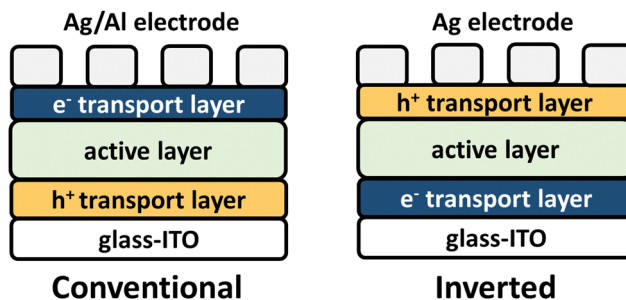 Ag/Al electrode
e⁻ transport layer
active layer
h⁺ transport layer
glass-ITO
Conventional
Ag electrode
h⁺ transport layer
active layer
e⁻ transport layer
glass-ITO
Inverted